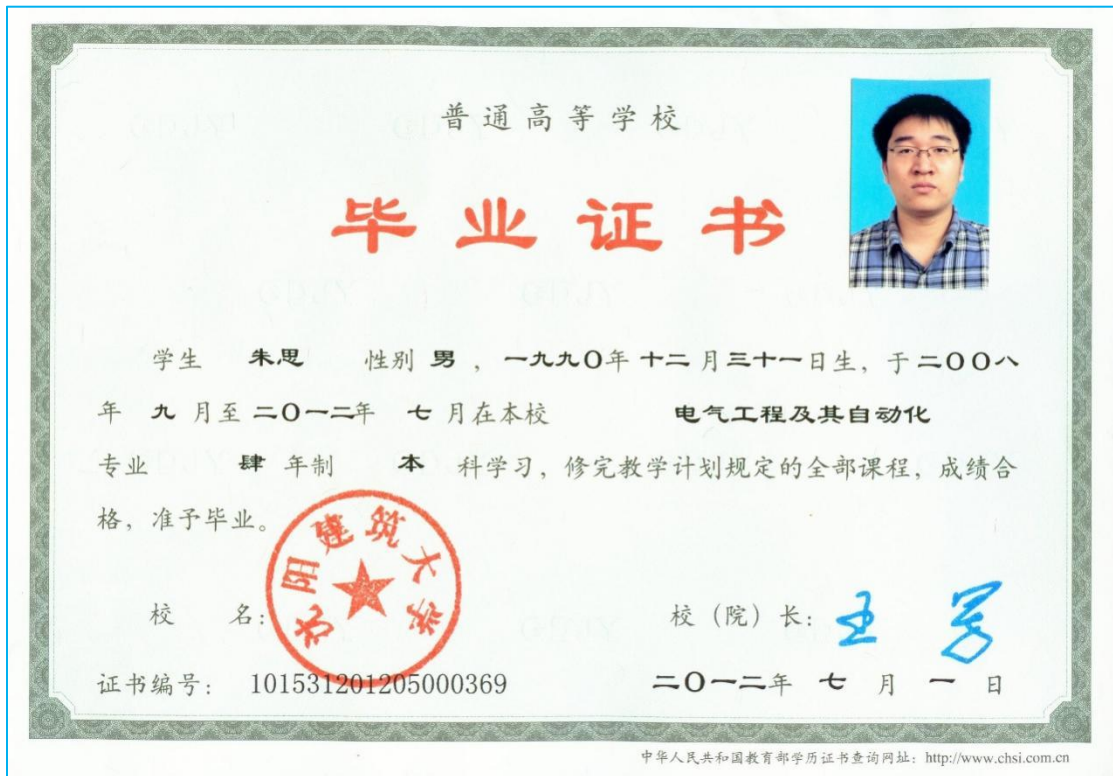 普通高等学校
毕业证书
学生 朱思 性别 男，一九九〇年 十二 月 三十一日生，于 二〇〇八
年 九 月至 二〇一二年 七 月在本校 电气工程及其自动化
专业 肆 年制 本 科学习，修完教学计划规定的全部课程，成绩合
格，准予毕业。
沈阳建筑大学
校 名： 校（院）长：
证书编号： 101531201205000369 二〇一二年 七 月 一 日
中华人民共和国教育部学历证书查询网址：http://www.chsi.com.cn